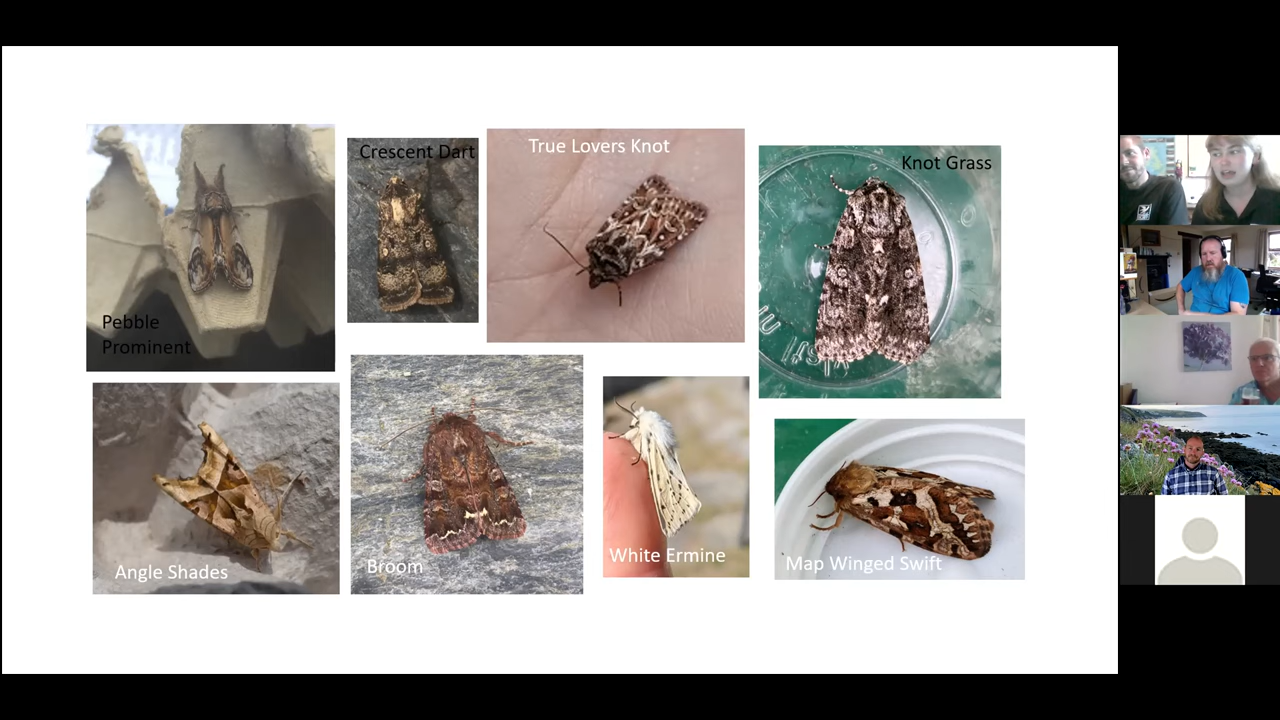 Crescent Dart
True Lovers Knot
Knot Grass
Pebble
Prominent
Angle Shades
Broom
White Ermine
Map Winged Swift